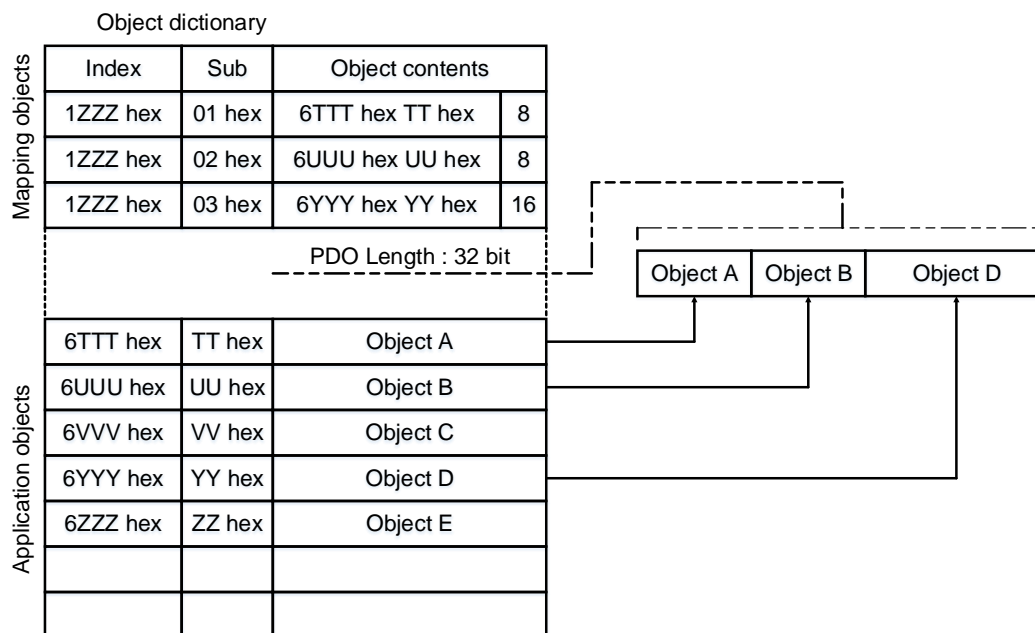 Object dictionary
Mapping objects
Index Sub Object contents
1ZZZ hex 01 hex 6TTT hex TT hex 8
1ZZZ hex 02 hex 6UUU hex UU hex 8
1ZZZ hex 03 hex 6YYY hex YY hex 16
PDO Length : 32 bit
Object A Object B Object D
Application objects
6TTT hex TT hex Object A
6UUU hex UU hex Object B
6VVV hex VV hex Object C
6YYY hex YY hex Object D
6ZZZ hex ZZ hex Object E